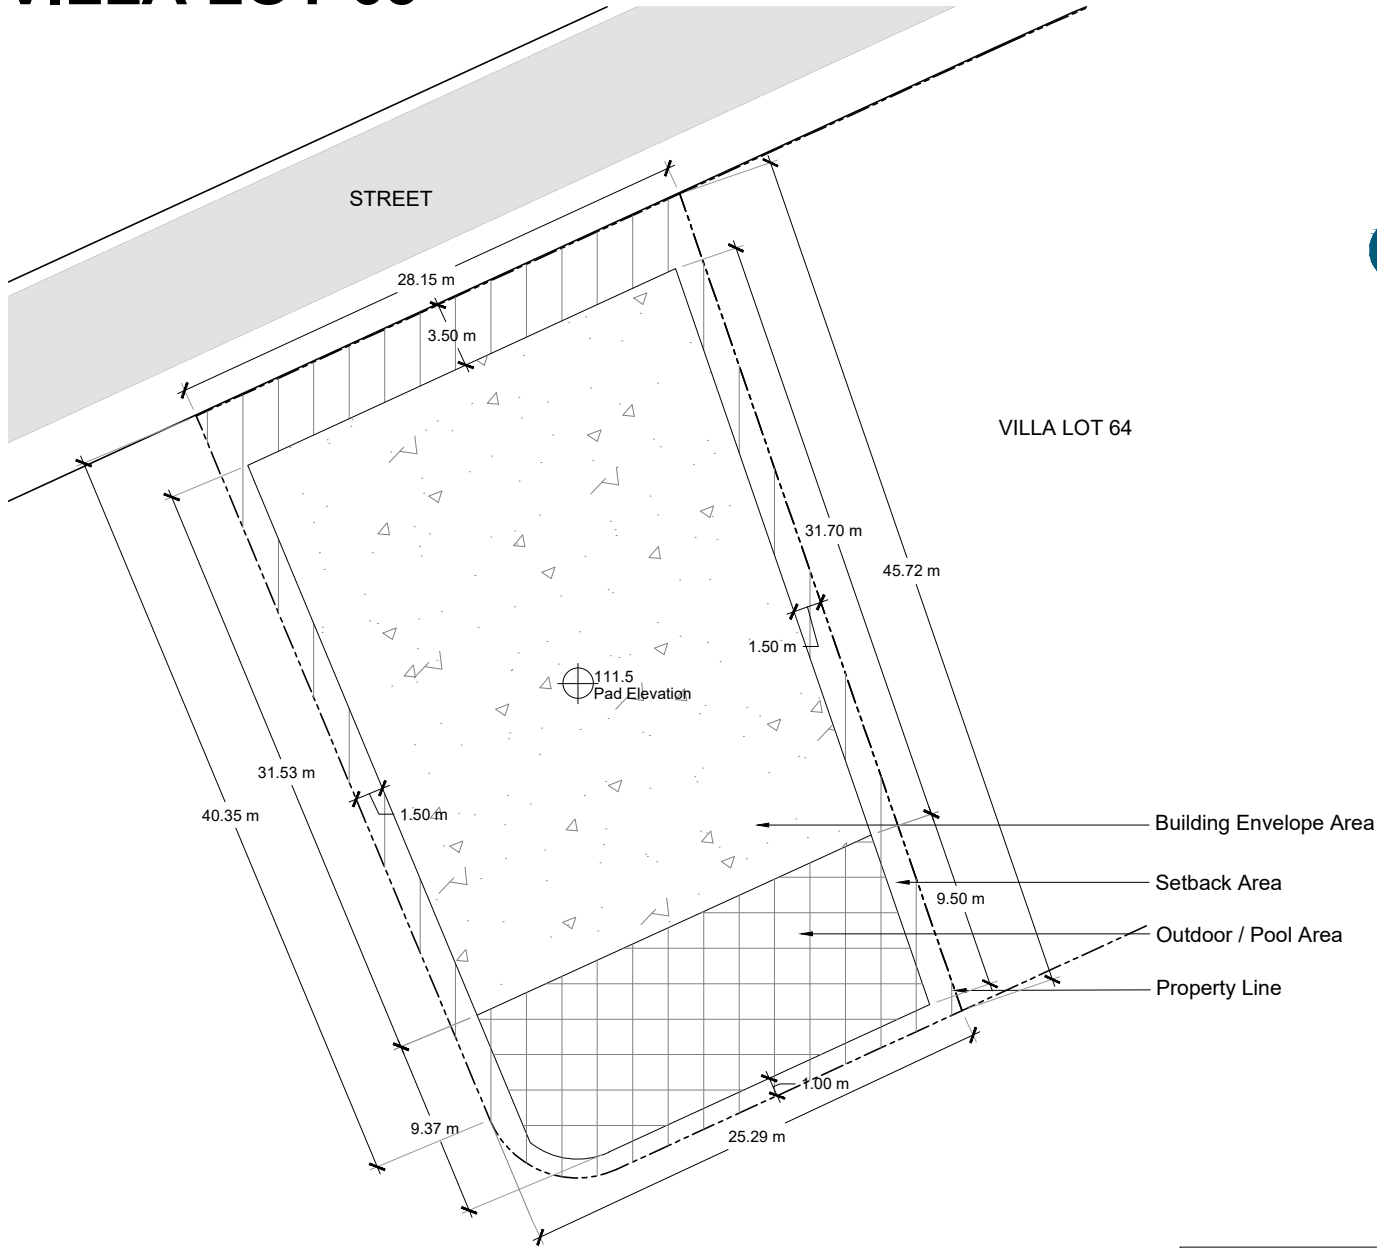 STREET
28.15 m
3.50 m
VILLA LOT 64
31.70 m
45.72 m
1.50 m
111.5
Pad Elevation
31.53 m
40.35 m
1.50 m
Building Envelope Area
Setback Area
9.50 m
Outdoor / Pool Area
Property Line
1.00 m
9.37 m
25.29 m